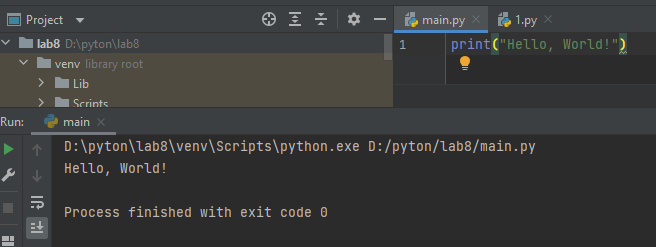 Project
main.py
1.py
lab8 D:\pyton\lab8
venv library root
Lib
Scripts
1
print("Hello, World!")
Run:
main
D:\pyton\lab8\venv\Scripts\python.exe D:/pyton/lab8/main.py
Hello, World!
Process finished with exit code 0